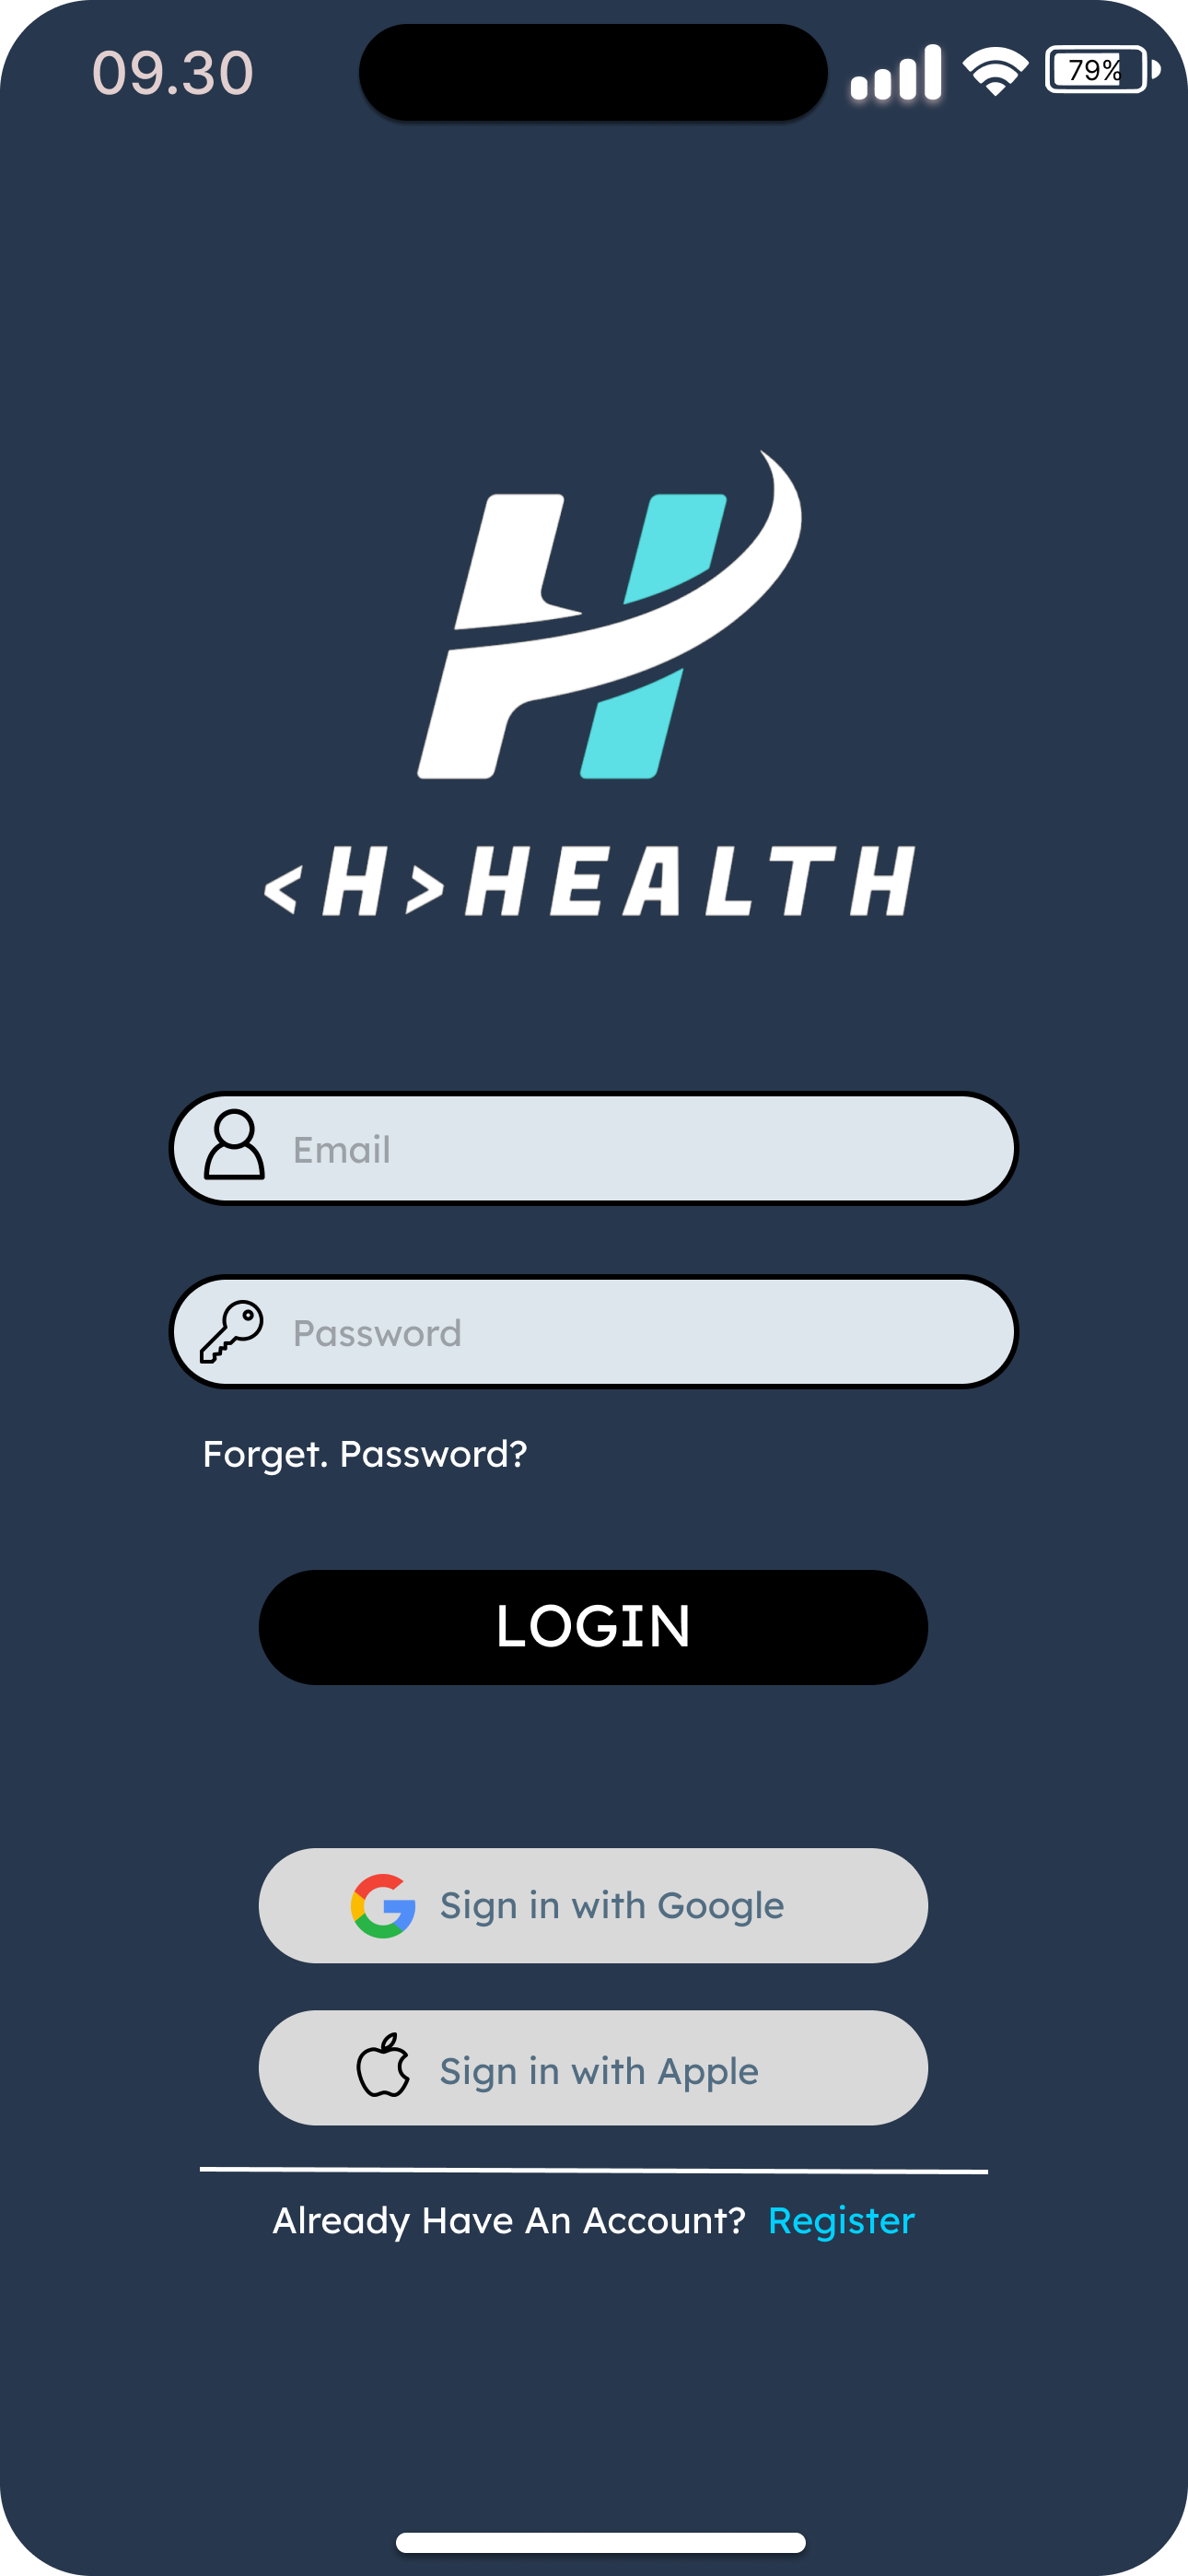 09.30
79%
<H>HEALTH
Email
Password
Forget. Password?
LOGIN
Sign in with Google
Sign in with Apple
Already Have An Account? Register